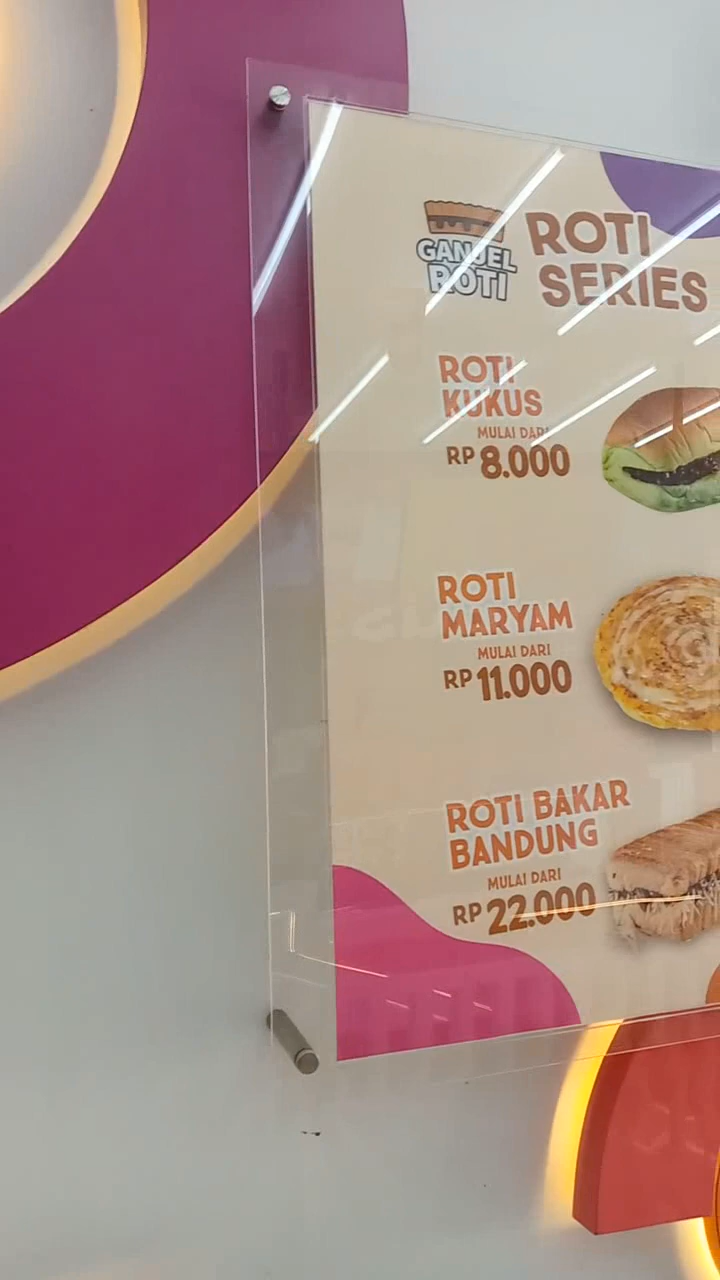 GANJEL
ROTI
ROTI
SERIES
ROTI
KUKUS
MULAI DARI
RP 8.000
ROTI
MARYAM
MULAI DARI
RP 11.000
ROTI BAKAR
BANDUNG
MULAI DARI
RP 22.000